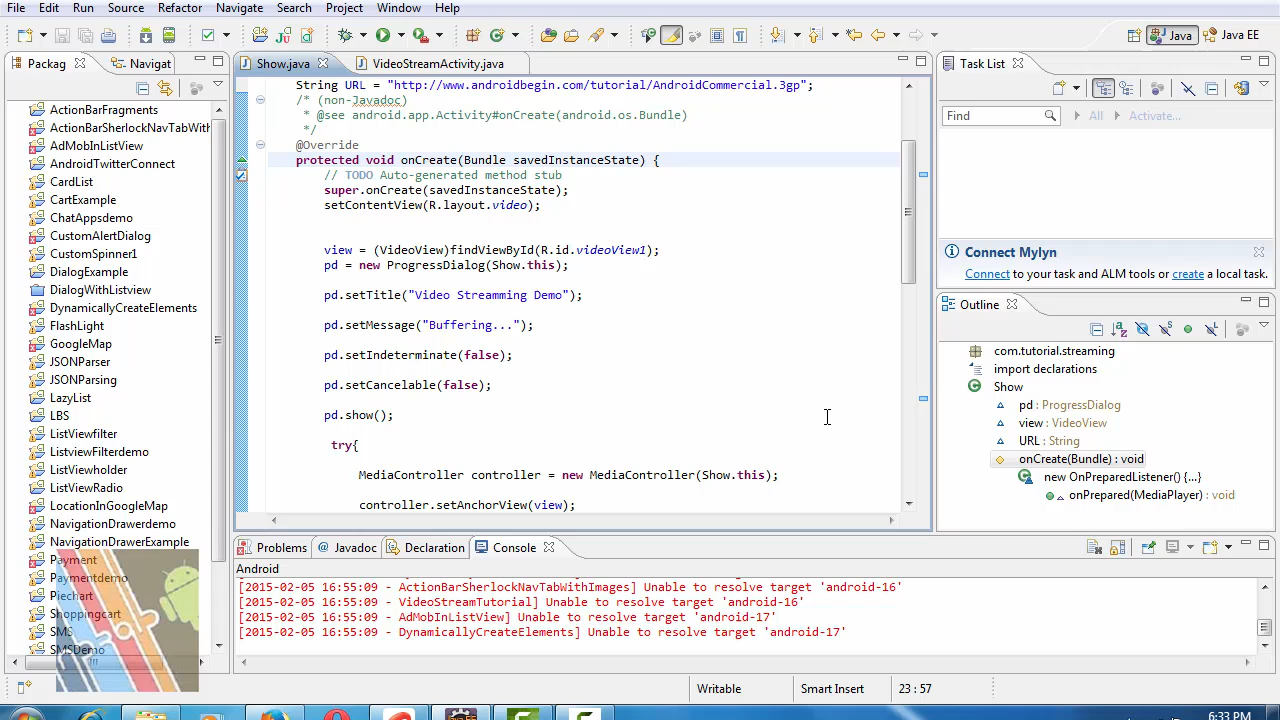 File Edit Source Refactor Navigate Search Project Run Window Help
Java
Java EE
Packag
Navigat
Show.java
VideoStreamActivity.java
Task List
ActionBarFragments
ActionBarSherlockNavTabWith
AdMobInListView
AndroidTwitterConnect
CardList
CartExample
ChatAppsdemo
CustomAlertDialog
CustomSpinner1
DialogExample
DialogWithListview
DynamicallyCreateElements
FlashLight
GoogleMap
JSONParser
JSONParsing
LazyList
LBS
ListViewfilter
ListviewFilterdemo
ListViewholder
ListViewRadio
LocationInGoogleMap
NavigationDrawerdemo
NavigationDrawerExample
Payment
Paymentdemo
Piechart
Shoppingcart
SMS
SMSDemo
String URL = "http://www.androidbegin.com/tutorial/AndroidCommercial.3gp";
/* (non-Javadoc)
* @see android.app.Activity#onCreate(android.os.Bundle)
*/
@Override
protected void onCreate(Bundle savedInstanceState) {
// TODO Auto-generated method stub
super.onCreate(savedInstanceState);
setContentView(R.layout.video);
view = (VideoView)findViewById(R.id.videoView1);
pd = new ProgressDialog(Show.this);
pd.setTitle("Video Streamming Demo");
pd.setMessage("Buffering...");
pd.setIndeterminate(false);
pd.setCancelable(false);
pd.show();
try{
MediaController controller = new MediaController(Show.this);
controller.setAnchorView(view);
Find
All
Activate...
Connect Mylyn
Connect to your task and ALM tools or create a local task.
Outline
com.tutorial.streaming
import declarations
Show
pd : ProgressDialog
view : VideoView
URL : String
onCreate(Bundle) : void
new OnPreparedListener() {...}
onPrepared(MediaPlayer) : void
Problems
Javadoc
Declaration
Console
Android
[2015-02-05 16:55:09 - ActionBarSherlockNavTabWithImages] Unable to resolve target 'android-16'
[2015-02-05 16:55:09 - VideoStreamTutorial] Unable to resolve target 'android-16'
[2015-02-05 16:55:09 - AdMobInListView] Unable to resolve target 'android-17'
[2015-02-05 16:55:09 - DynamicallyCreateElements] Unable to resolve target 'android-17'
Writable
Smart Insert
23 : 57
6:33 PM